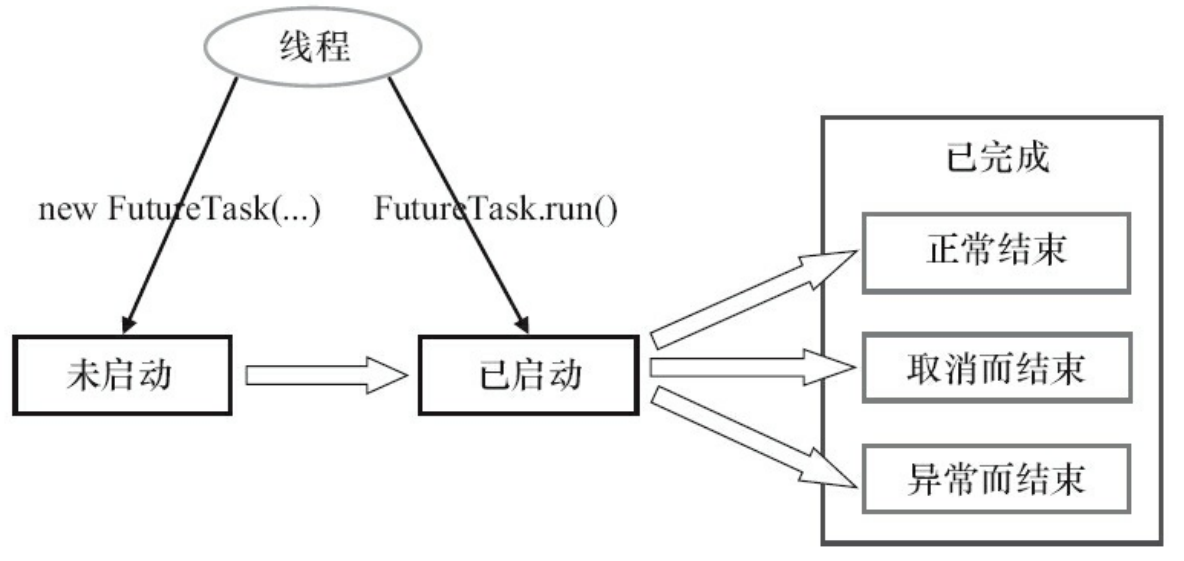 线程
new FutureTask(...)
FutureTask.run()
未启动
已启动
已完成
正常结束
取消而结束
异常而结束